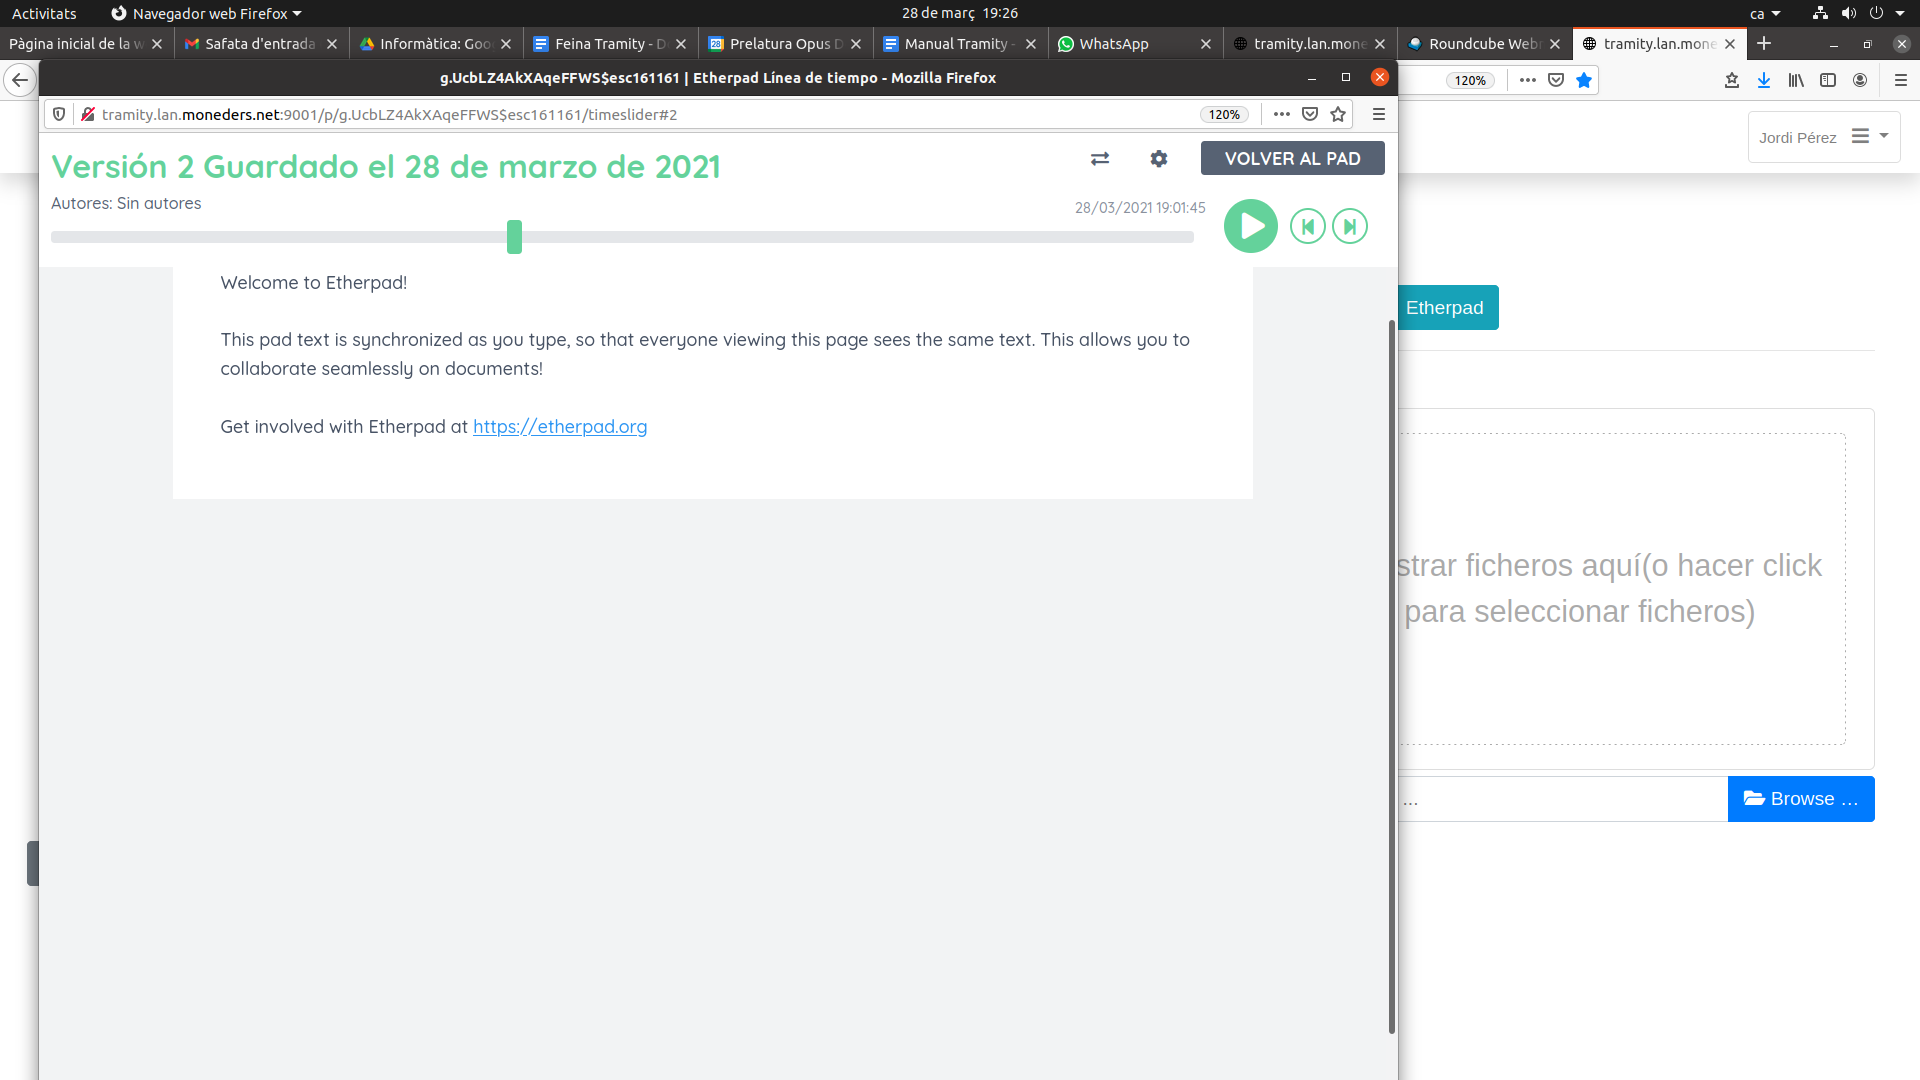 Activitats
Navegador web Firefox
28 de març 19:26
ca
Pàgina inicial de la w
Safata d'entrada
Informàtica: Goo
Feina Tramity - D
Prelatura Opus D
Manual Tramity -
WhatsApp
tramity.lan.mone
Roundcube Web
tramity.lan.mone
g.UcbLZ4AkXAqeFFWS$esc161161 | Etherpad Línea de tiempo - Mozilla Firefox
120%
tramity.lan.moneders.net:9001/p/g.UcbLZ4AkXAqeFFWS$esc161161/timeslider#2
120%
Jordi Pérez
Versión 2 Guardado el 28 de marzo de 2021
VOLVER AL PAD
Autores: Sin autores
28/03/2021 19:01:45
Welcome to Etherpad!
This pad text is synchronized as you type, so that everyone viewing this page sees the same text. This allows you to
collaborate seamlessly on documents!
Get involved with Etherpad at https://etherpad.org
Etherpad
strar ficheros aquí(o hacer click
para seleccionar ficheros)
...
Browse ...